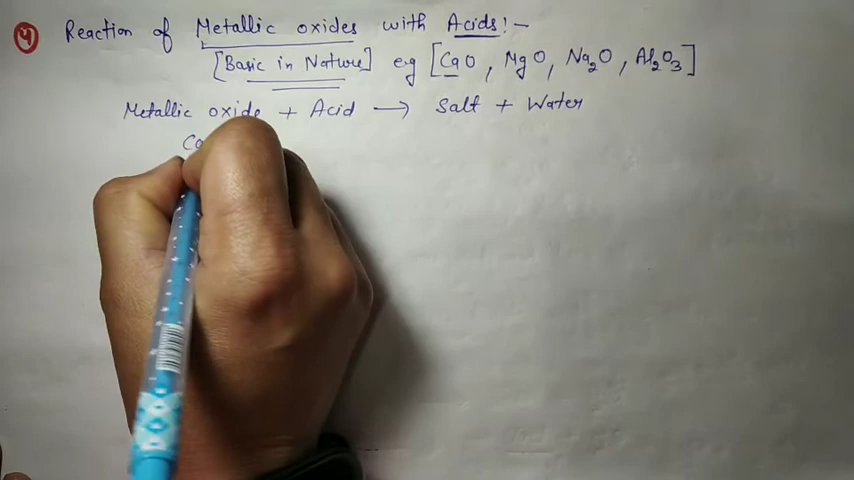 4 Reaction of Metallic oxides with Acids:-
[Basic in Nature] eg [CaO, MgO, Na2O, Al2O3]
Metallic oxide + Acid → Salt + Water
Ca